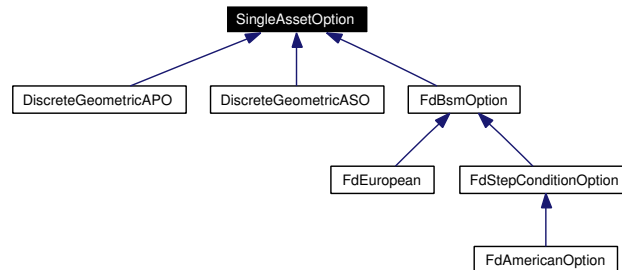 SingleAssetOption
DiscreteGeometricAPO
DiscreteGeometricASO
FdBsmOption
FdEuropean
FdStepConditionOption
FdAmericanOption